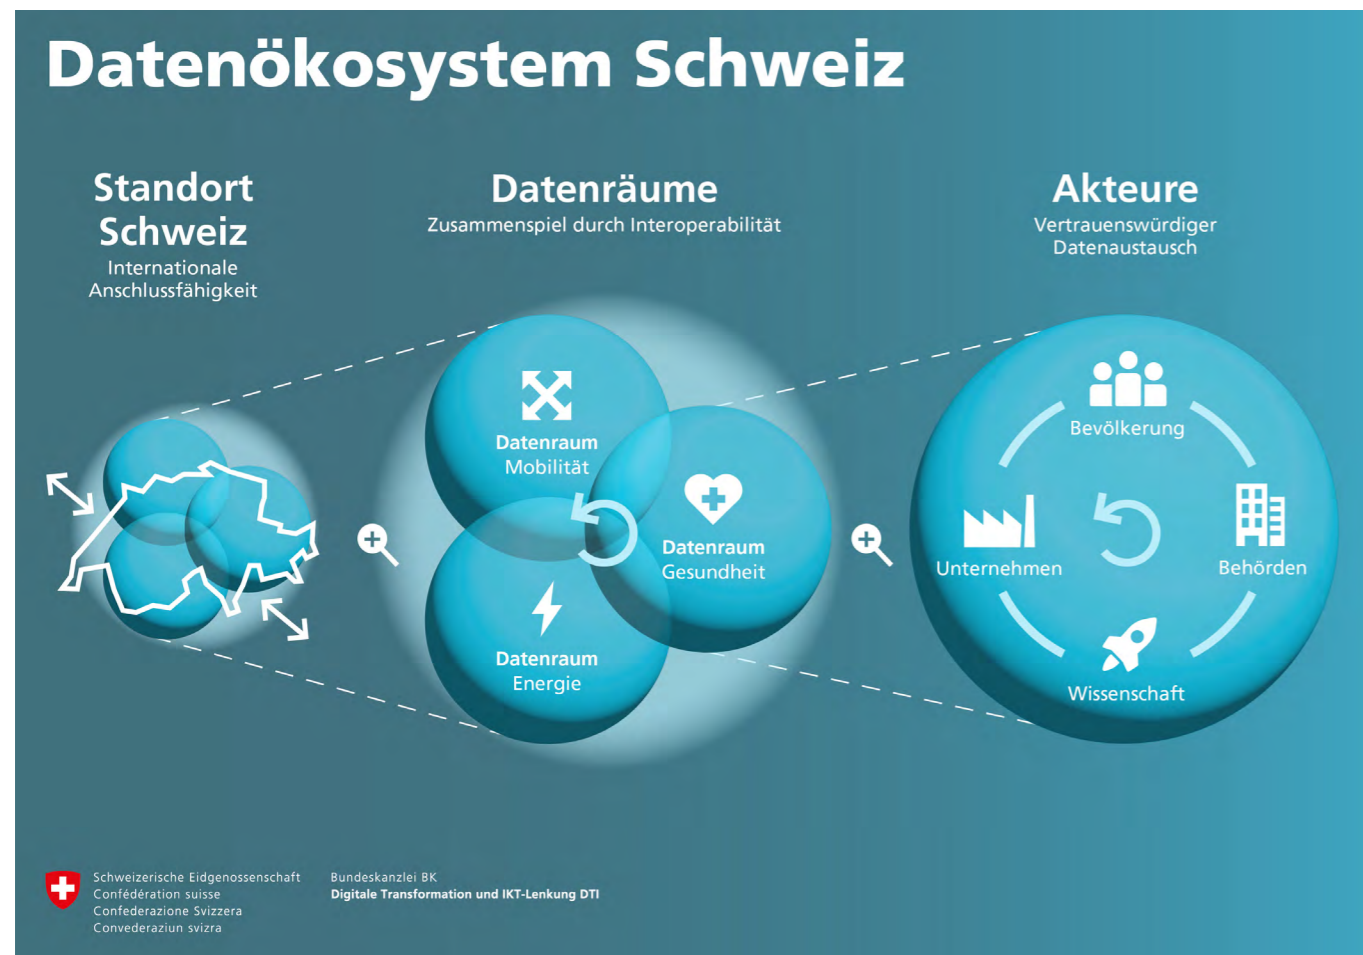 Datenökosystem Schweiz
Standort
Schweiz
Internationale
Anschlussfähigkeit
Datenräume
Zusammenspiel durch Interoperabilität
Akteure
Vertrauenswürdiger
Datenaustausch
Datenraum
Mobilität
Datenraum
Gesundheit
Datenraum
Energie
Bevölkerung
Unternehmen
Behörden
Wissenschaft
Schweizerische Eidgenossenschaft
Confédération suisse
Confederazione Svizzera
Convederaziun svizra
Bundeskanzlei BK
Digitale Transformation und IKT-Lenkung DTI